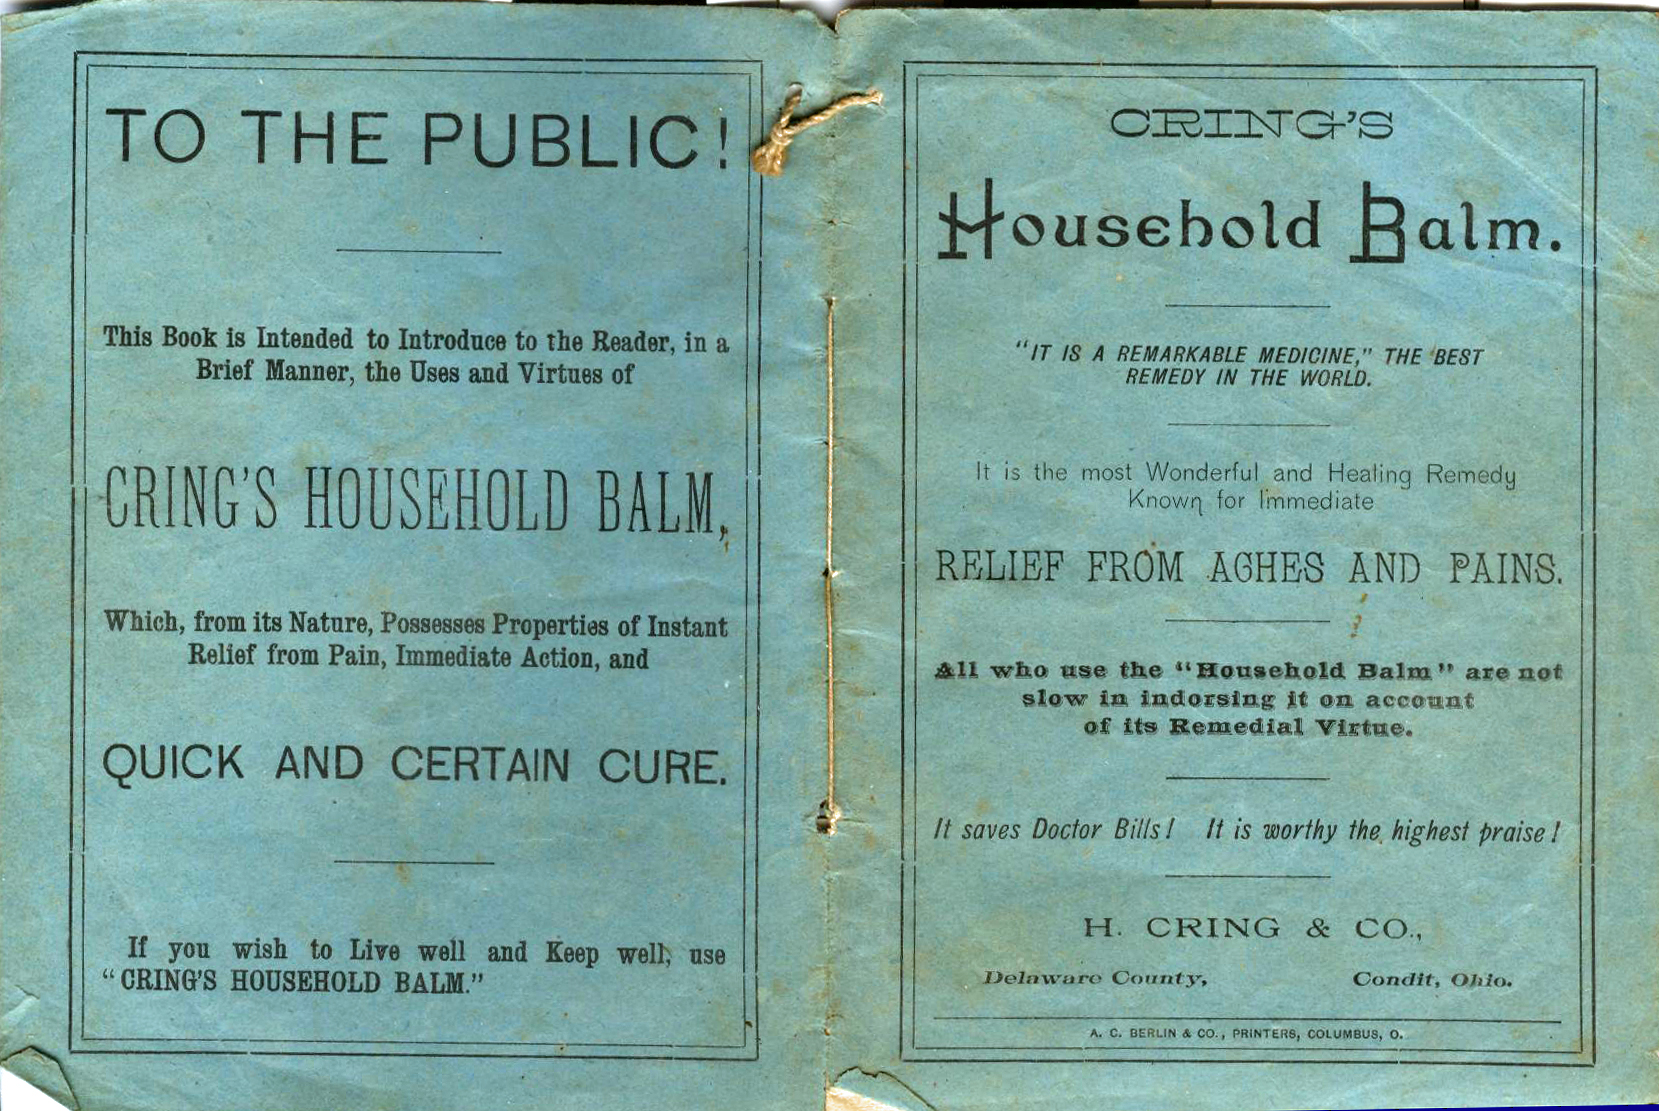 TO THE PUBLIC!
This Book is Intended to Introduce to the Reader, in a
Brief Manner, the Uses and Virtues of
CRING'S HOUSEHOLD BALM,
Which, from its Nature, Possesses Properties of Instant
Relief from Pain, Immediate Action, and
QUICK AND CERTAIN CURE.
If you wish to Live well and Keep well, use
"CRING'S HOUSEHOLD BALM."
CRING'S
Household Balm.
"IT IS A REMARKABLE MEDICINE," THE BEST
REMEDY IN THE WORLD.
It is the most Wonderful and Healing Remedy
Known for Immediate
RELIEF FROM AGHES AND PAINS.
All who use the "Household Balm" are not
slow in indorsing it on account
of its Remedial Virtue.
It saves Doctor Bills! It is worthy the highest praise!
H. CRING & CO.,
Delaware County, Condit, Ohio.
A. C. BERLIN & CO., PRINTERS, COLUMBUS, O.